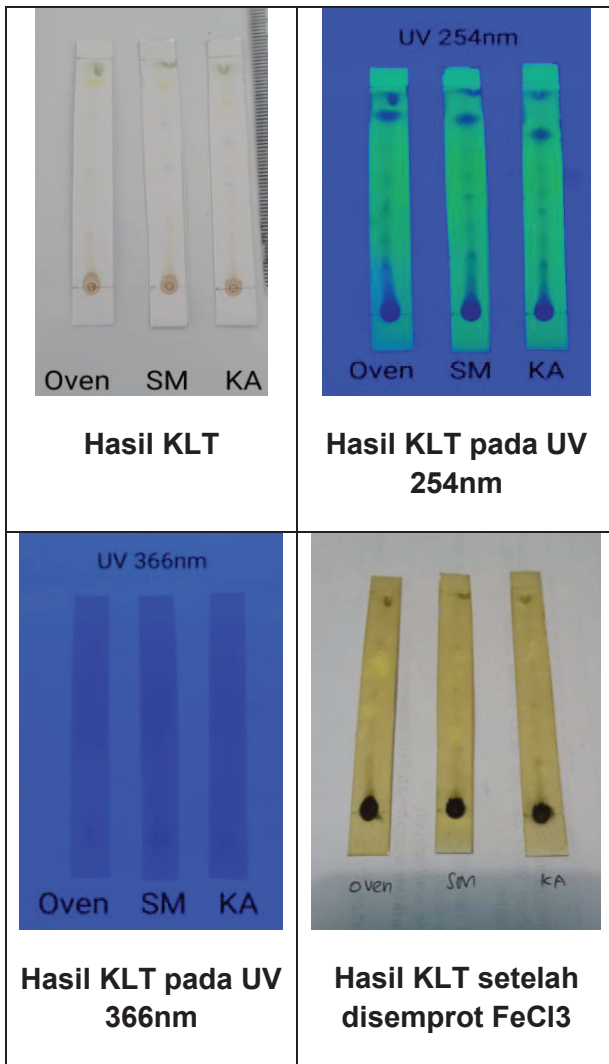 Oven SM KA
Hasil KLT
UV 254nm
Oven SM KA
Hasil KLT pada UV
254nm
UV 366nm
Oven SM KA
Hasil KLT pada UV
366nm
oven SM KA
Hasil KLT setelah
disemprot FeCl3